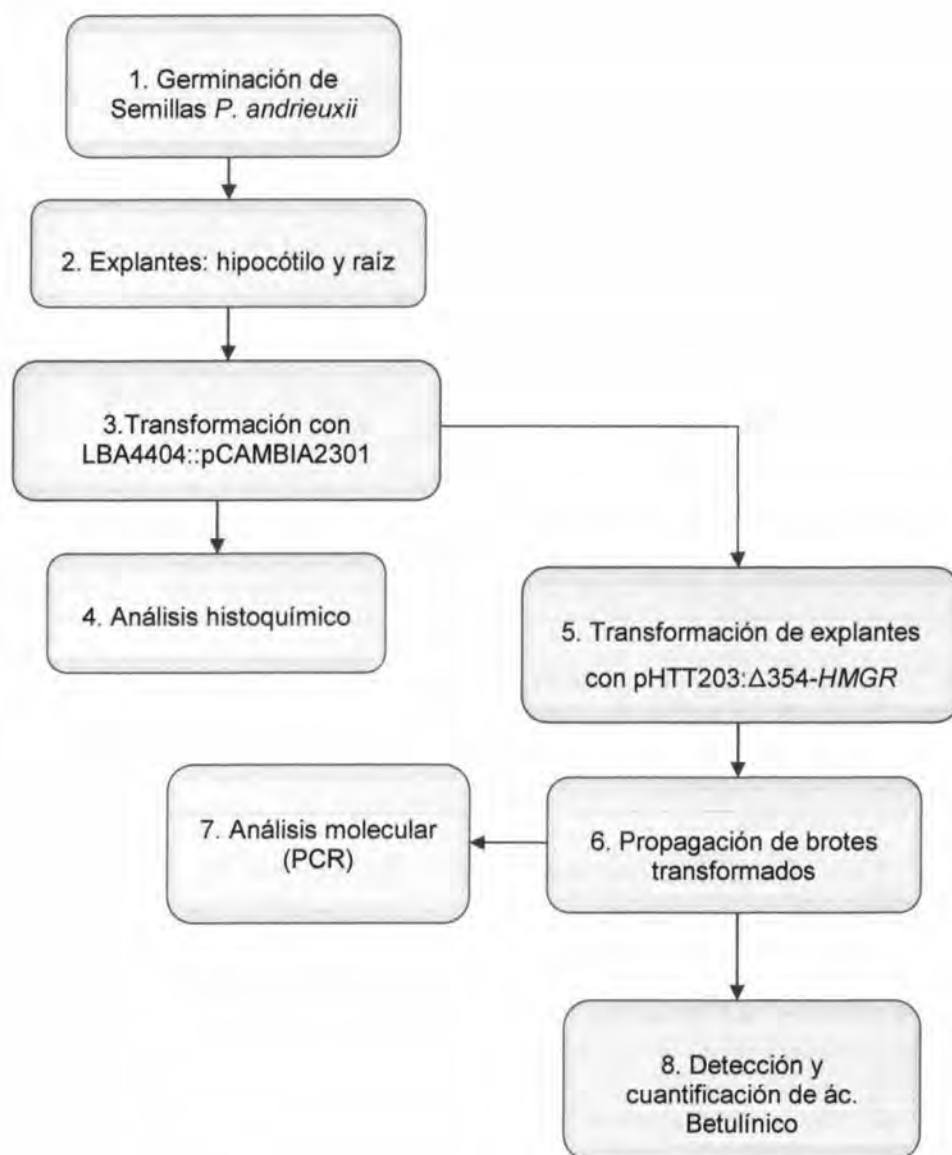 1. Germinación de
Semillas P. andrieuxii
2. Explantes: hipocótilo y raíz
3.Transformación con
LBA4404::pCAMBIA2301
4. Análisis histoquímico
5. Transformación de explantes
con pHTT203:Δ354-HMGR
6. Propagación de brotes
transformados
7. Análisis molecular
(PCR)
8. Detección y
cuantificación de ác.
Betulínico